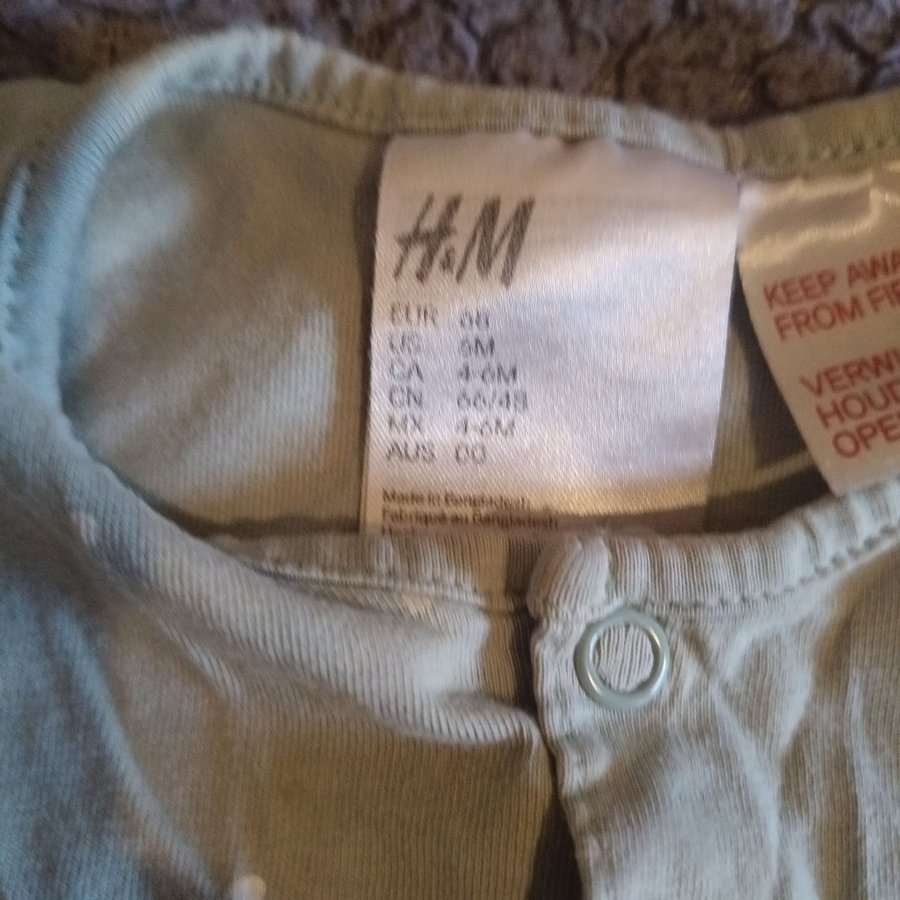 H&M
EUR 68
US 6M
CA 4-6M
CN 66/48
MX 4-6M
AUS 00
Made in Bangladesh
Fabriqué au Bangladesh
KEEP AWA
FROM FI
VERWI
HOUD
OPE